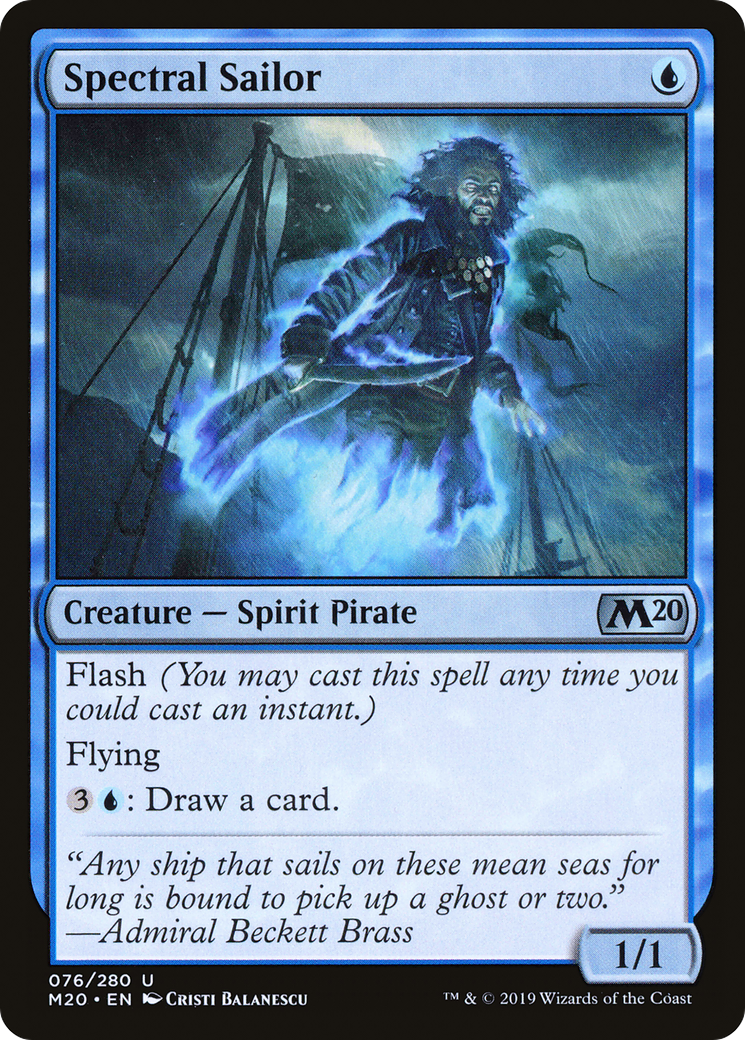 Spectral Sailor
Creature — Spirit Pirate
M20
Flash (You may cast this spell any time you
could cast an instant.)
Flying
3: Draw a card.
“Any ship that sails on these mean seas for
long is bound to pick up a ghost or two.”
—Admiral Beckett Brass
1/1
076/280 U
M20 • EN Cristi Balanescu
™ & © 2019 Wizards of the Coast